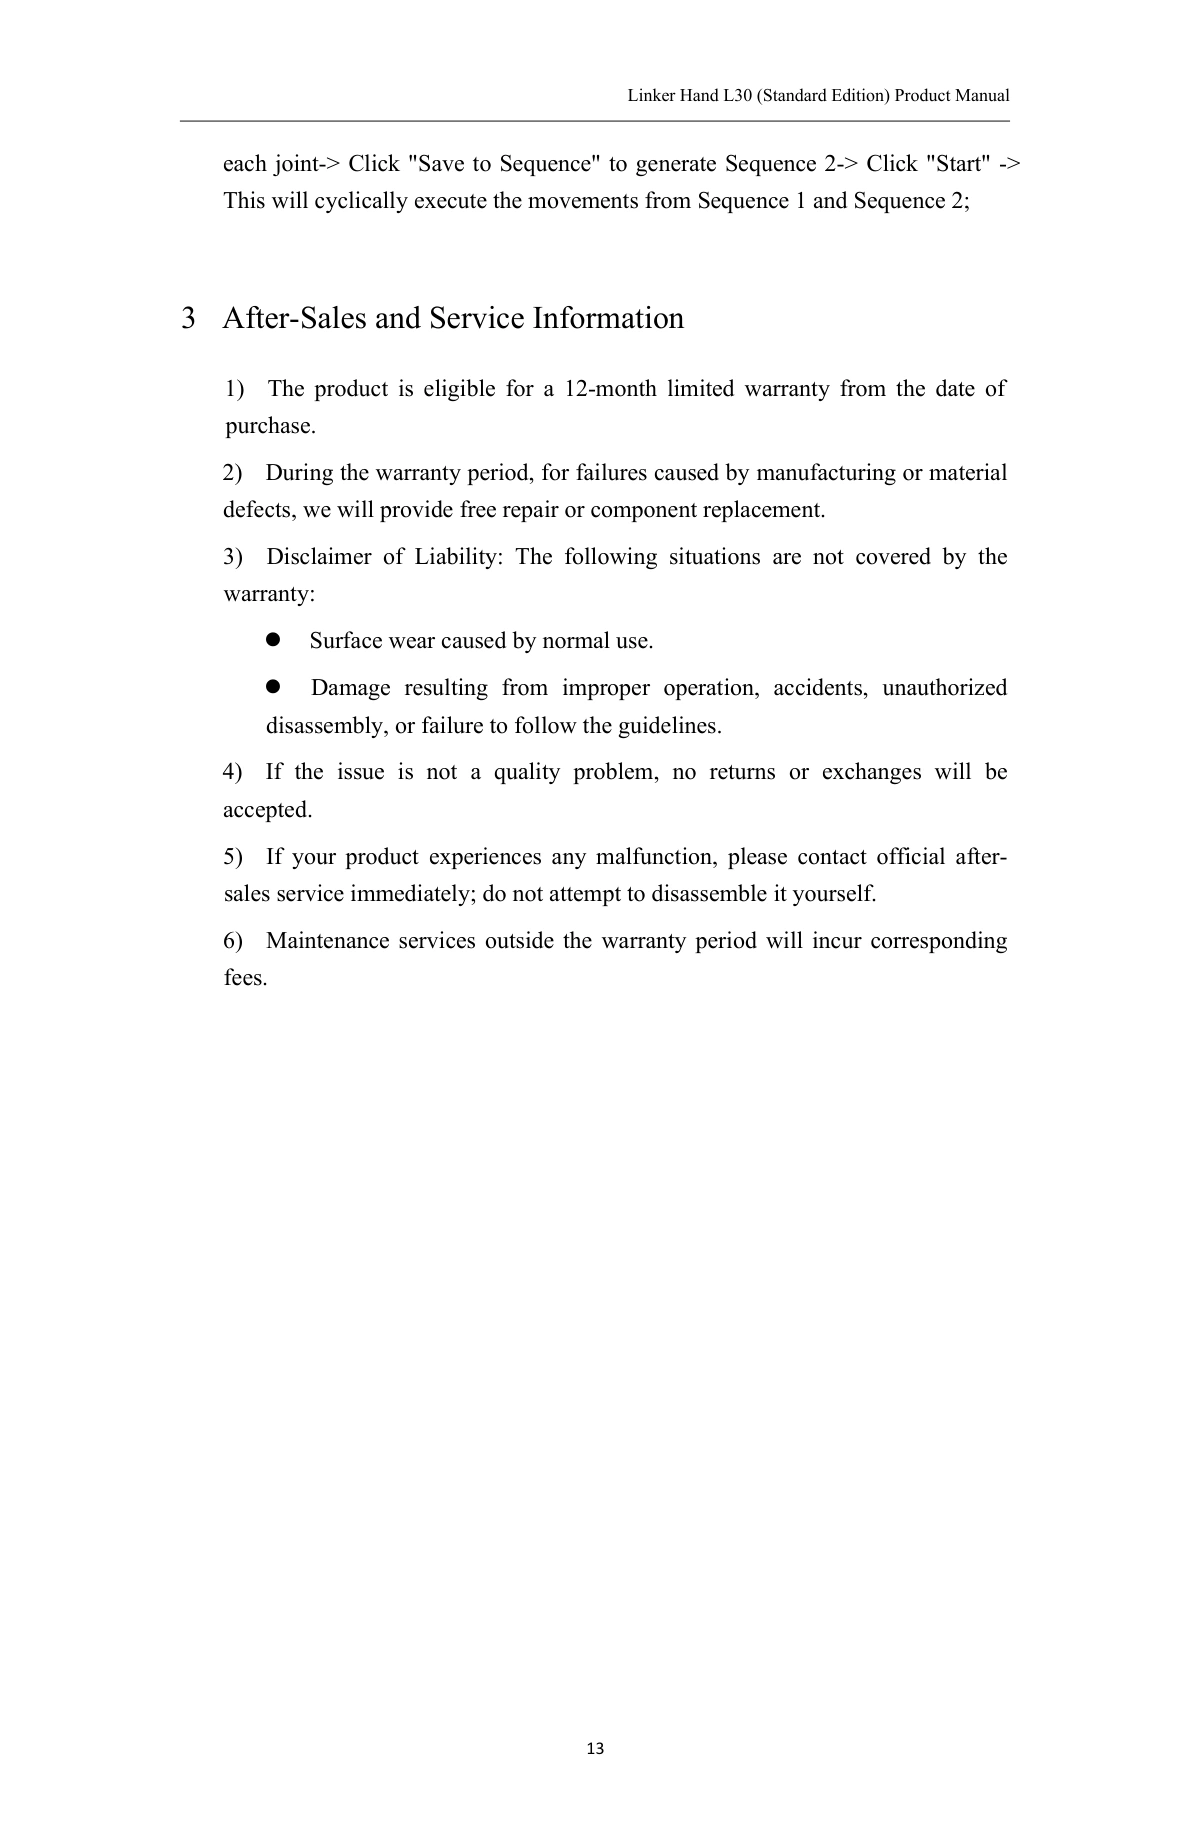 Linker Hand L30 (Standard Edition) Product Manual
each joint-> Click "Save to Sequence" to generate Sequence 2-> Click "Start" ->
This will cyclically execute the movements from Sequence 1 and Sequence 2;
3 After-Sales and Service Information
1) The product is eligible for a 12-month limited warranty from the date of
purchase.
2) During the warranty period, for failures caused by manufacturing or material
defects, we will provide free repair or component replacement.
3) Disclaimer of Liability: The following situations are not covered by the
warranty:
● Surface wear caused by normal use.
● Damage resulting from improper operation, accidents, unauthorized
disassembly, or failure to follow the guidelines.
4) If the issue is not a quality problem, no returns or exchanges will be
accepted.
5) If your product experiences any malfunction, please contact official after-
sales service immediately; do not attempt to disassemble it yourself.
6) Maintenance services outside the warranty period will incur corresponding
fees.
13